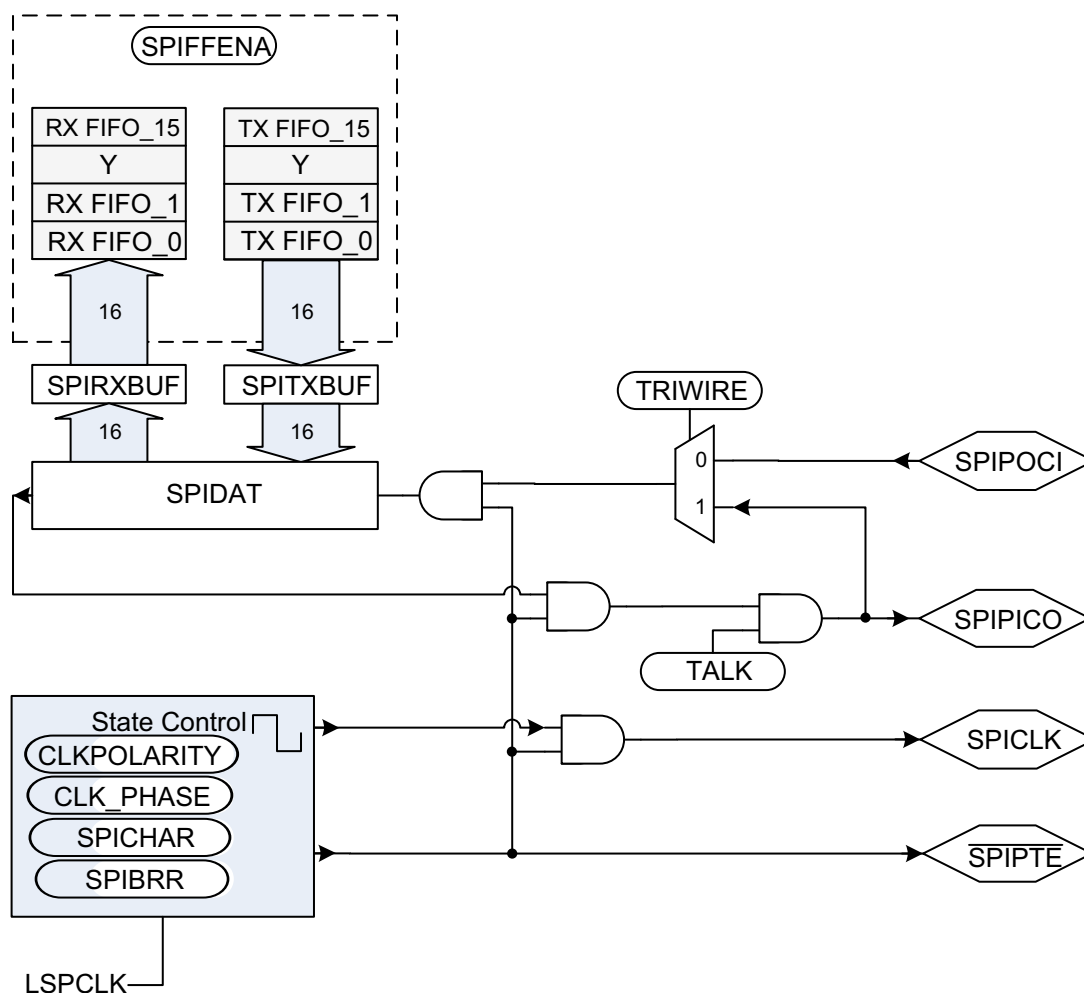 SPIFFENA
RX FIFO_15
TX FIFO_15
Y
Y
RX FIFO_1
TX FIFO_1
RX FIFO_0
TX FIFO_0
16
16
SPIRXBUF
SPITXBUF
TRIWIRE
16
16
0
SPIPOCI
SPIDAT
1
SPIPICO
TALK
State Control
CLKPOLARITY
SPICLK
CLK_PHASE
SPICHAR
SPIPTE
SPIBRR
LSPCLK